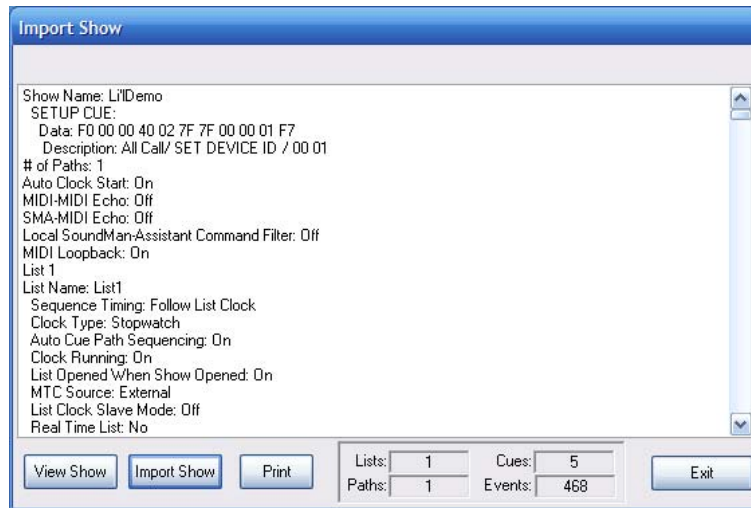 Import Show
Show Name: Li'lDemo
SETUP CUE:
Data: F0 00 00 40 02 7F 7F 00 00 01 F7
Description: All Call/ SET DEVICE ID / 00 01
# of Paths: 1
Auto Clock Start: On
MIDI-MIDI Echo: Off
SMA-MIDI Echo: Off
Local SoundMan-Assistant Command Filter: Off
MIDI Loopback: On
List 1
List Name: List1
Sequence Timing: Follow List Clock
Clock Type: Stopwatch
Auto Cue Path Sequencing: On
Clock Running: On
List Opened When Show Opened: On
MTC Source: External
List Clock Slave Mode: Off
Real Time List: No
View Show Import Show Print Lists: 1 Cues: 5 Exit
Paths: 1 Events: 468